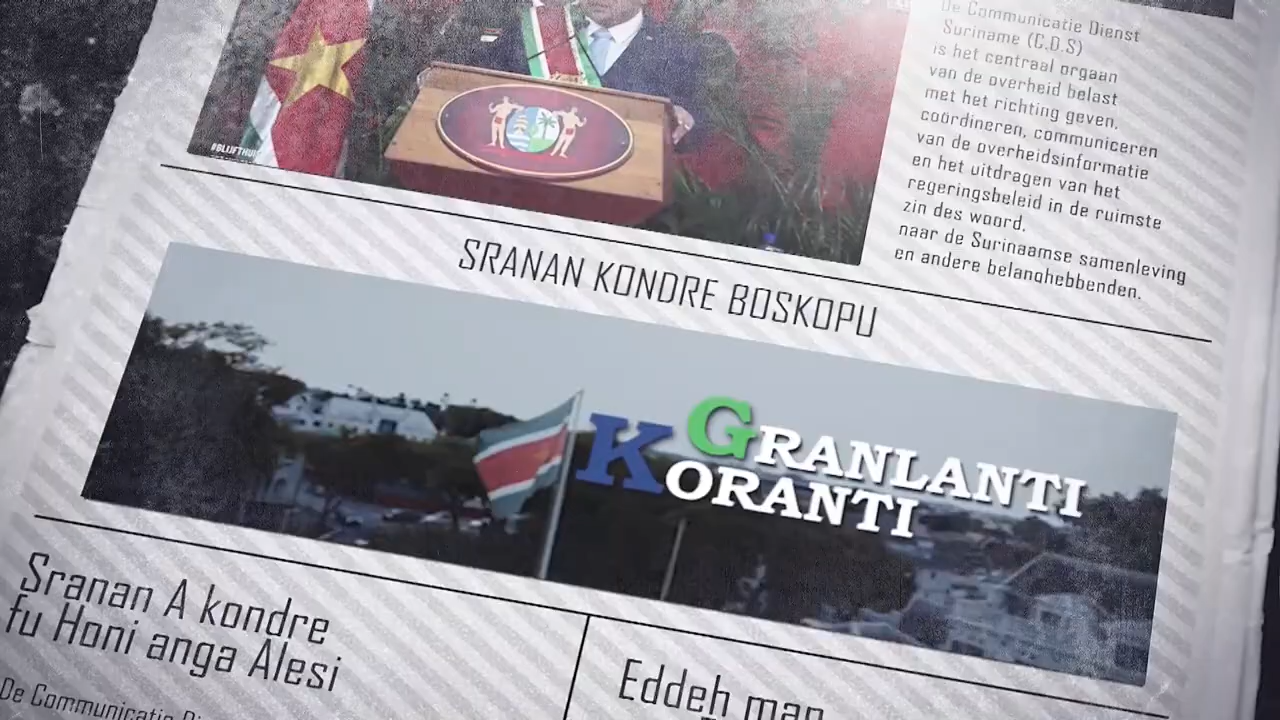 #BLIJFTHUIS
De Communicatie Dienst
Suriname (C.D.S)
is het centraal orgaan
van de overheid belast
met het richting geven,
coördineren, communiceren
van de overheidsinformatie
en het uitdragen van het
regeringsbeleid in de ruimste
zin des woord.
naar de Surinaamse samenleving
en andere belanghebbenden.
SRANAN KONDRE BOSKOPU
GRANLANTI
KORANTI
Sranan A kondre
fu Honi anga Alesi
De Communicatie
Eddeh man